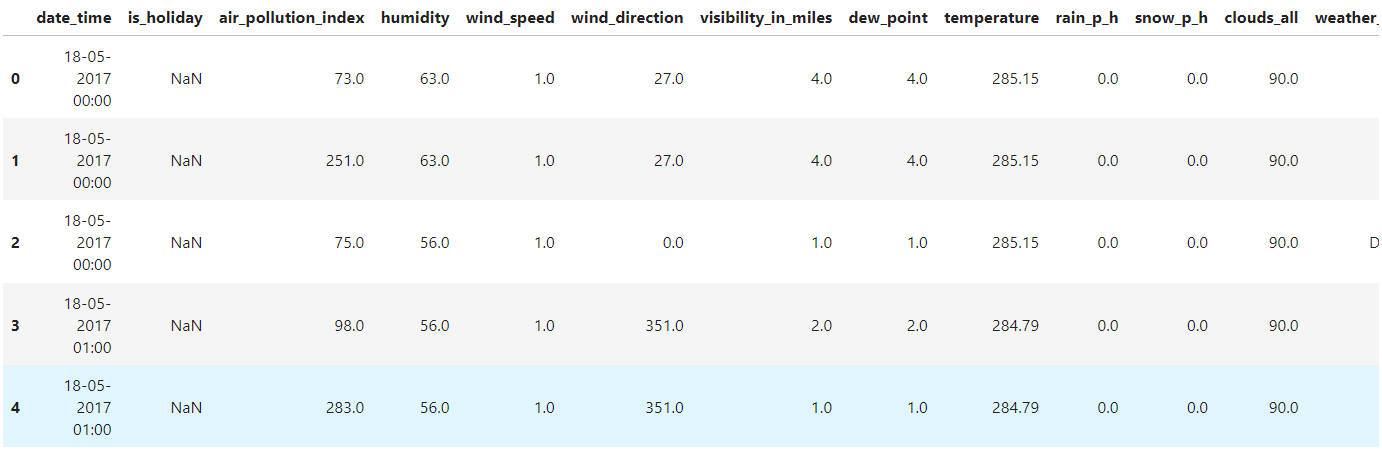 date_time is_holiday air_pollution_index humidity wind_speed wind_direction visibility_in_miles dew_point temperature rain_p_h snow_p_h clouds_all weather_
18-05-
0 2017 NaN 73.0 63.0 1.0 27.0 4.0 4.0 285.15 0.0 0.0 90.0
00:00
18-05-
1 2017 NaN 251.0 63.0 1.0 27.0 4.0 4.0 285.15 0.0 0.0 90.0
00:00
18-05-
2 2017 NaN 75.0 56.0 1.0 0.0 1.0 1.0 285.15 0.0 0.0 90.0 D
00:00
18-05-
3 2017 NaN 98.0 56.0 1.0 351.0 2.0 2.0 284.79 0.0 0.0 90.0
01:00
18-05-
4 2017 NaN 283.0 56.0 1.0 351.0 1.0 1.0 284.79 0.0 0.0 90.0
01:00